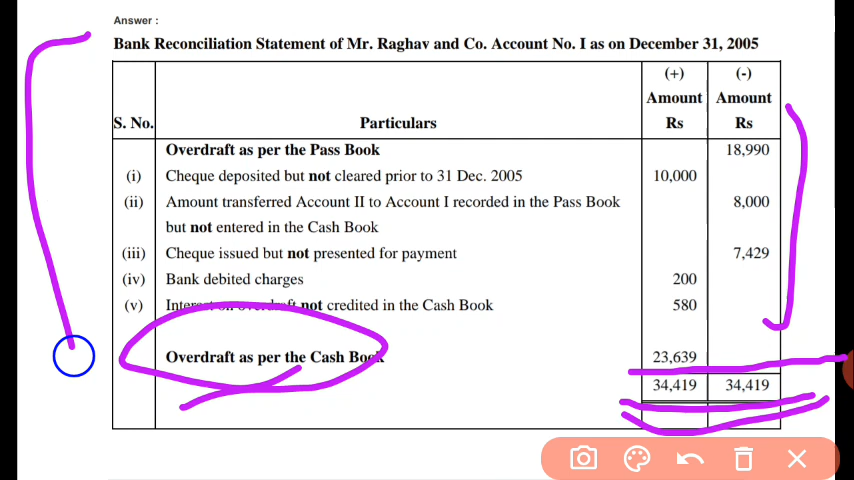 Answer :
Bank Reconciliation Statement of Mr. Raghav and Co. Account No. I as on December 31, 2005
S. No. Particulars (+) Amount Rs (-) Amount Rs
Overdraft as per the Pass Book 18,990
(i) Cheque deposited but not cleared prior to 31 Dec. 2005 10,000
(ii) Amount transferred Account II to Account I recorded in the Pass Book
but not entered in the Cash Book 8,000
(iii) Cheque issued but not presented for payment 7,429
(iv) Bank debited charges 200
(v) Interest on overdraft not credited in the Cash Book 580
Overdraft as per the Cash Book 23,639
34,419 34,419